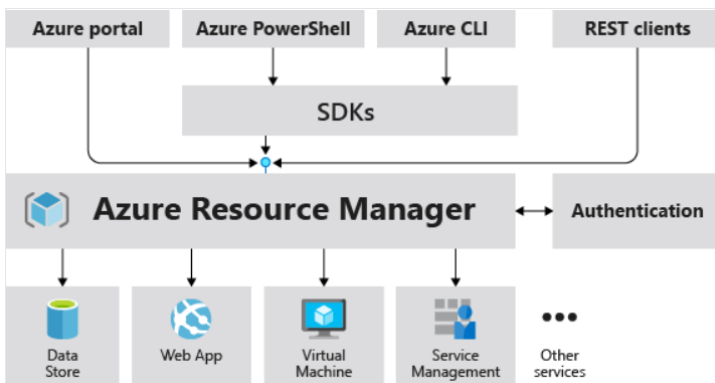 Azure portal
Azure PowerShell
Azure CLI
REST clients
SDKs
Azure Resource Manager
Authentication
Data
Store
Web App
Virtual
Machine
Service
Management
Other
services